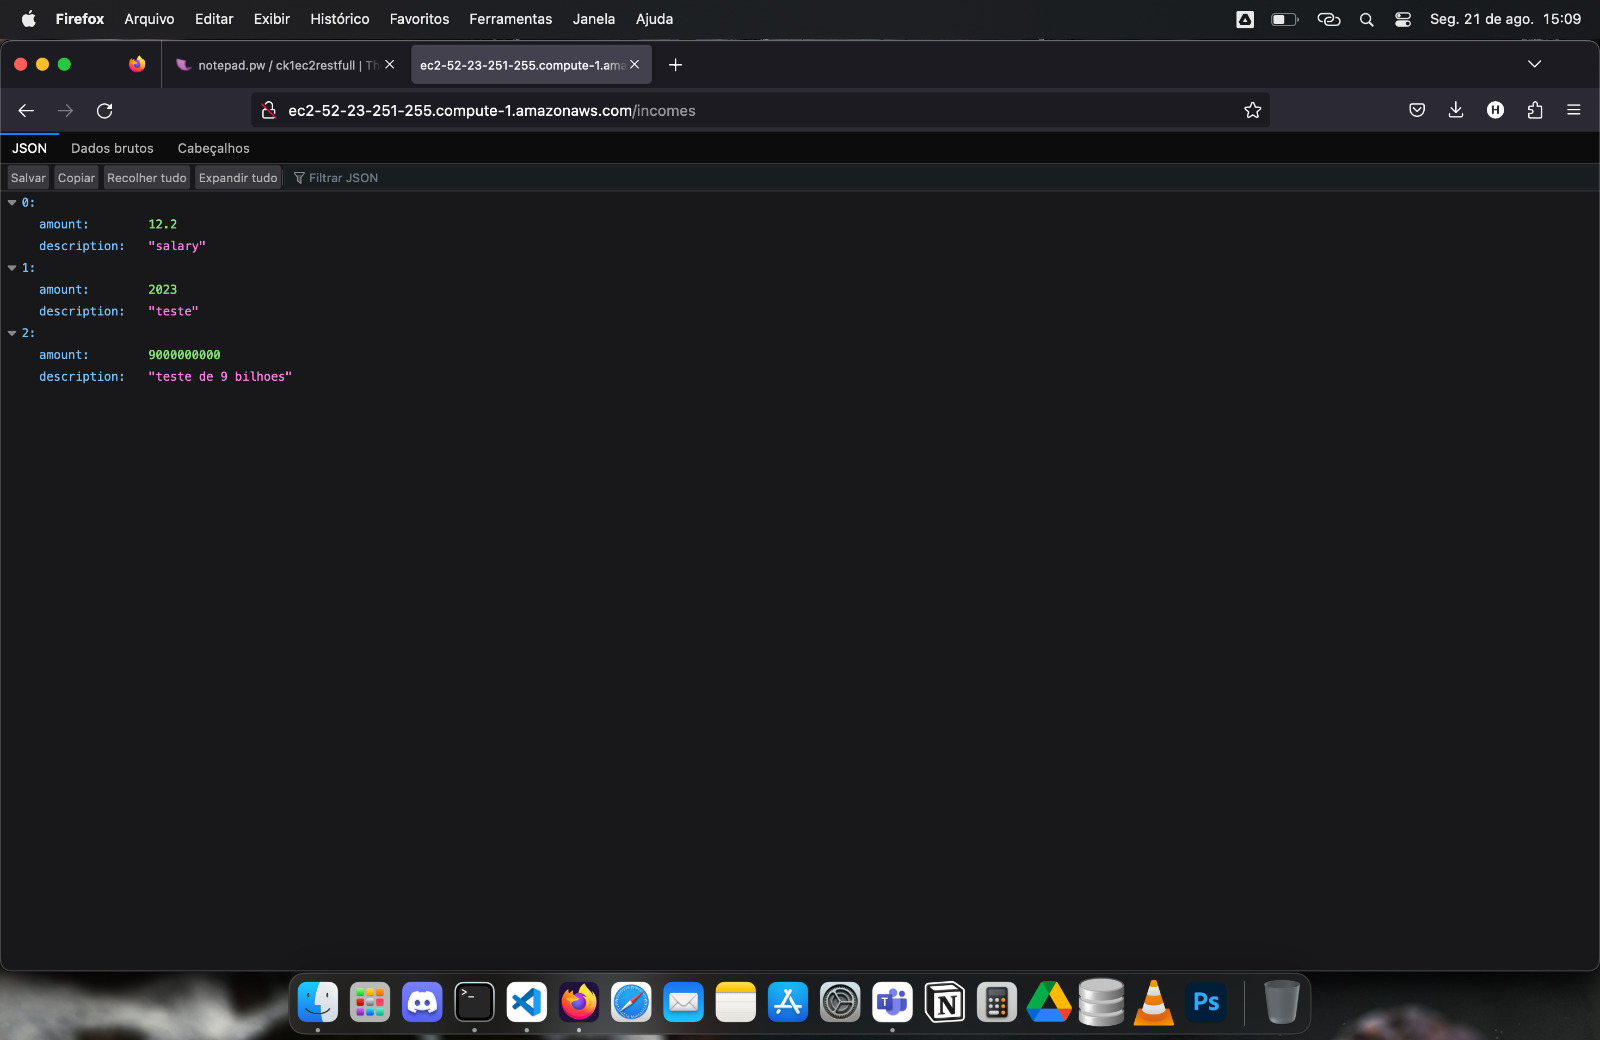 Firefox Arquivo Editar Exibir Histórico Favoritos Ferramentas Janela Ajuda Seg. 21 de ago. 15:09
notepad.pw / ck1ec2restfull | Th ec2-52-23-251-255.compute-1.ama
ec2-52-23-251-255.compute-1.amazonaws.com/incomes
JSON Dados brutos Cabeçalhos
Salvar Copiar Recolher tudo Expandir tudo Filtrar JSON
0:
amount: 12.2
description: "salary"
1:
amount: 2023
description: "teste"
2:
amount: 9000000000
description: "teste de 9 bilhoes"